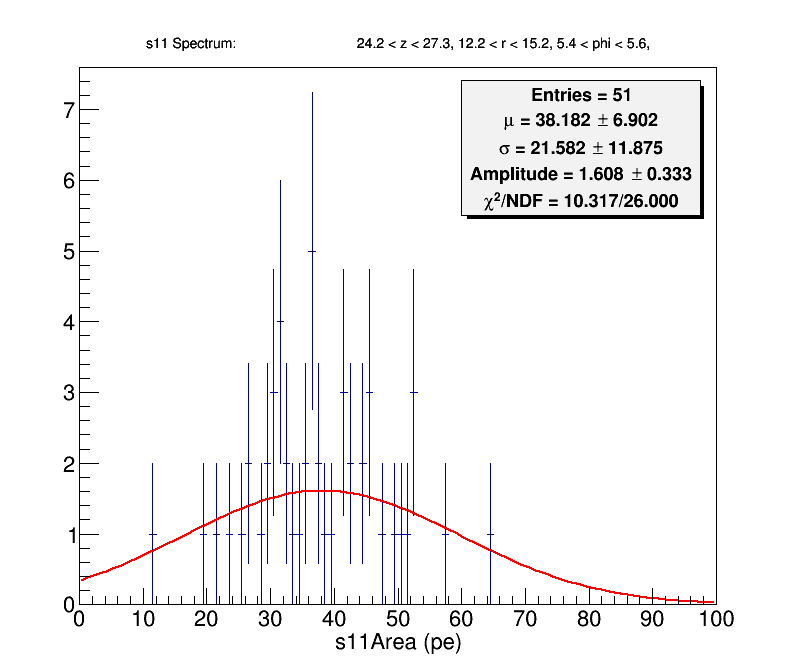 s11 Spectrum: 24.2 < z < 27.3, 12.2 < r < 15.2, 5.4 < phi < 5.6,
Entries = 51
μ = 38.182 ± 6.902
σ = 21.582 ± 11.875
Amplitude = 1.608 ± 0.333
χ²/NDF = 10.317/26.000
7
6
5
4
3
2
1
0
0 10 20 30 40 50 60 70 80 90 100
s11Area (pe)